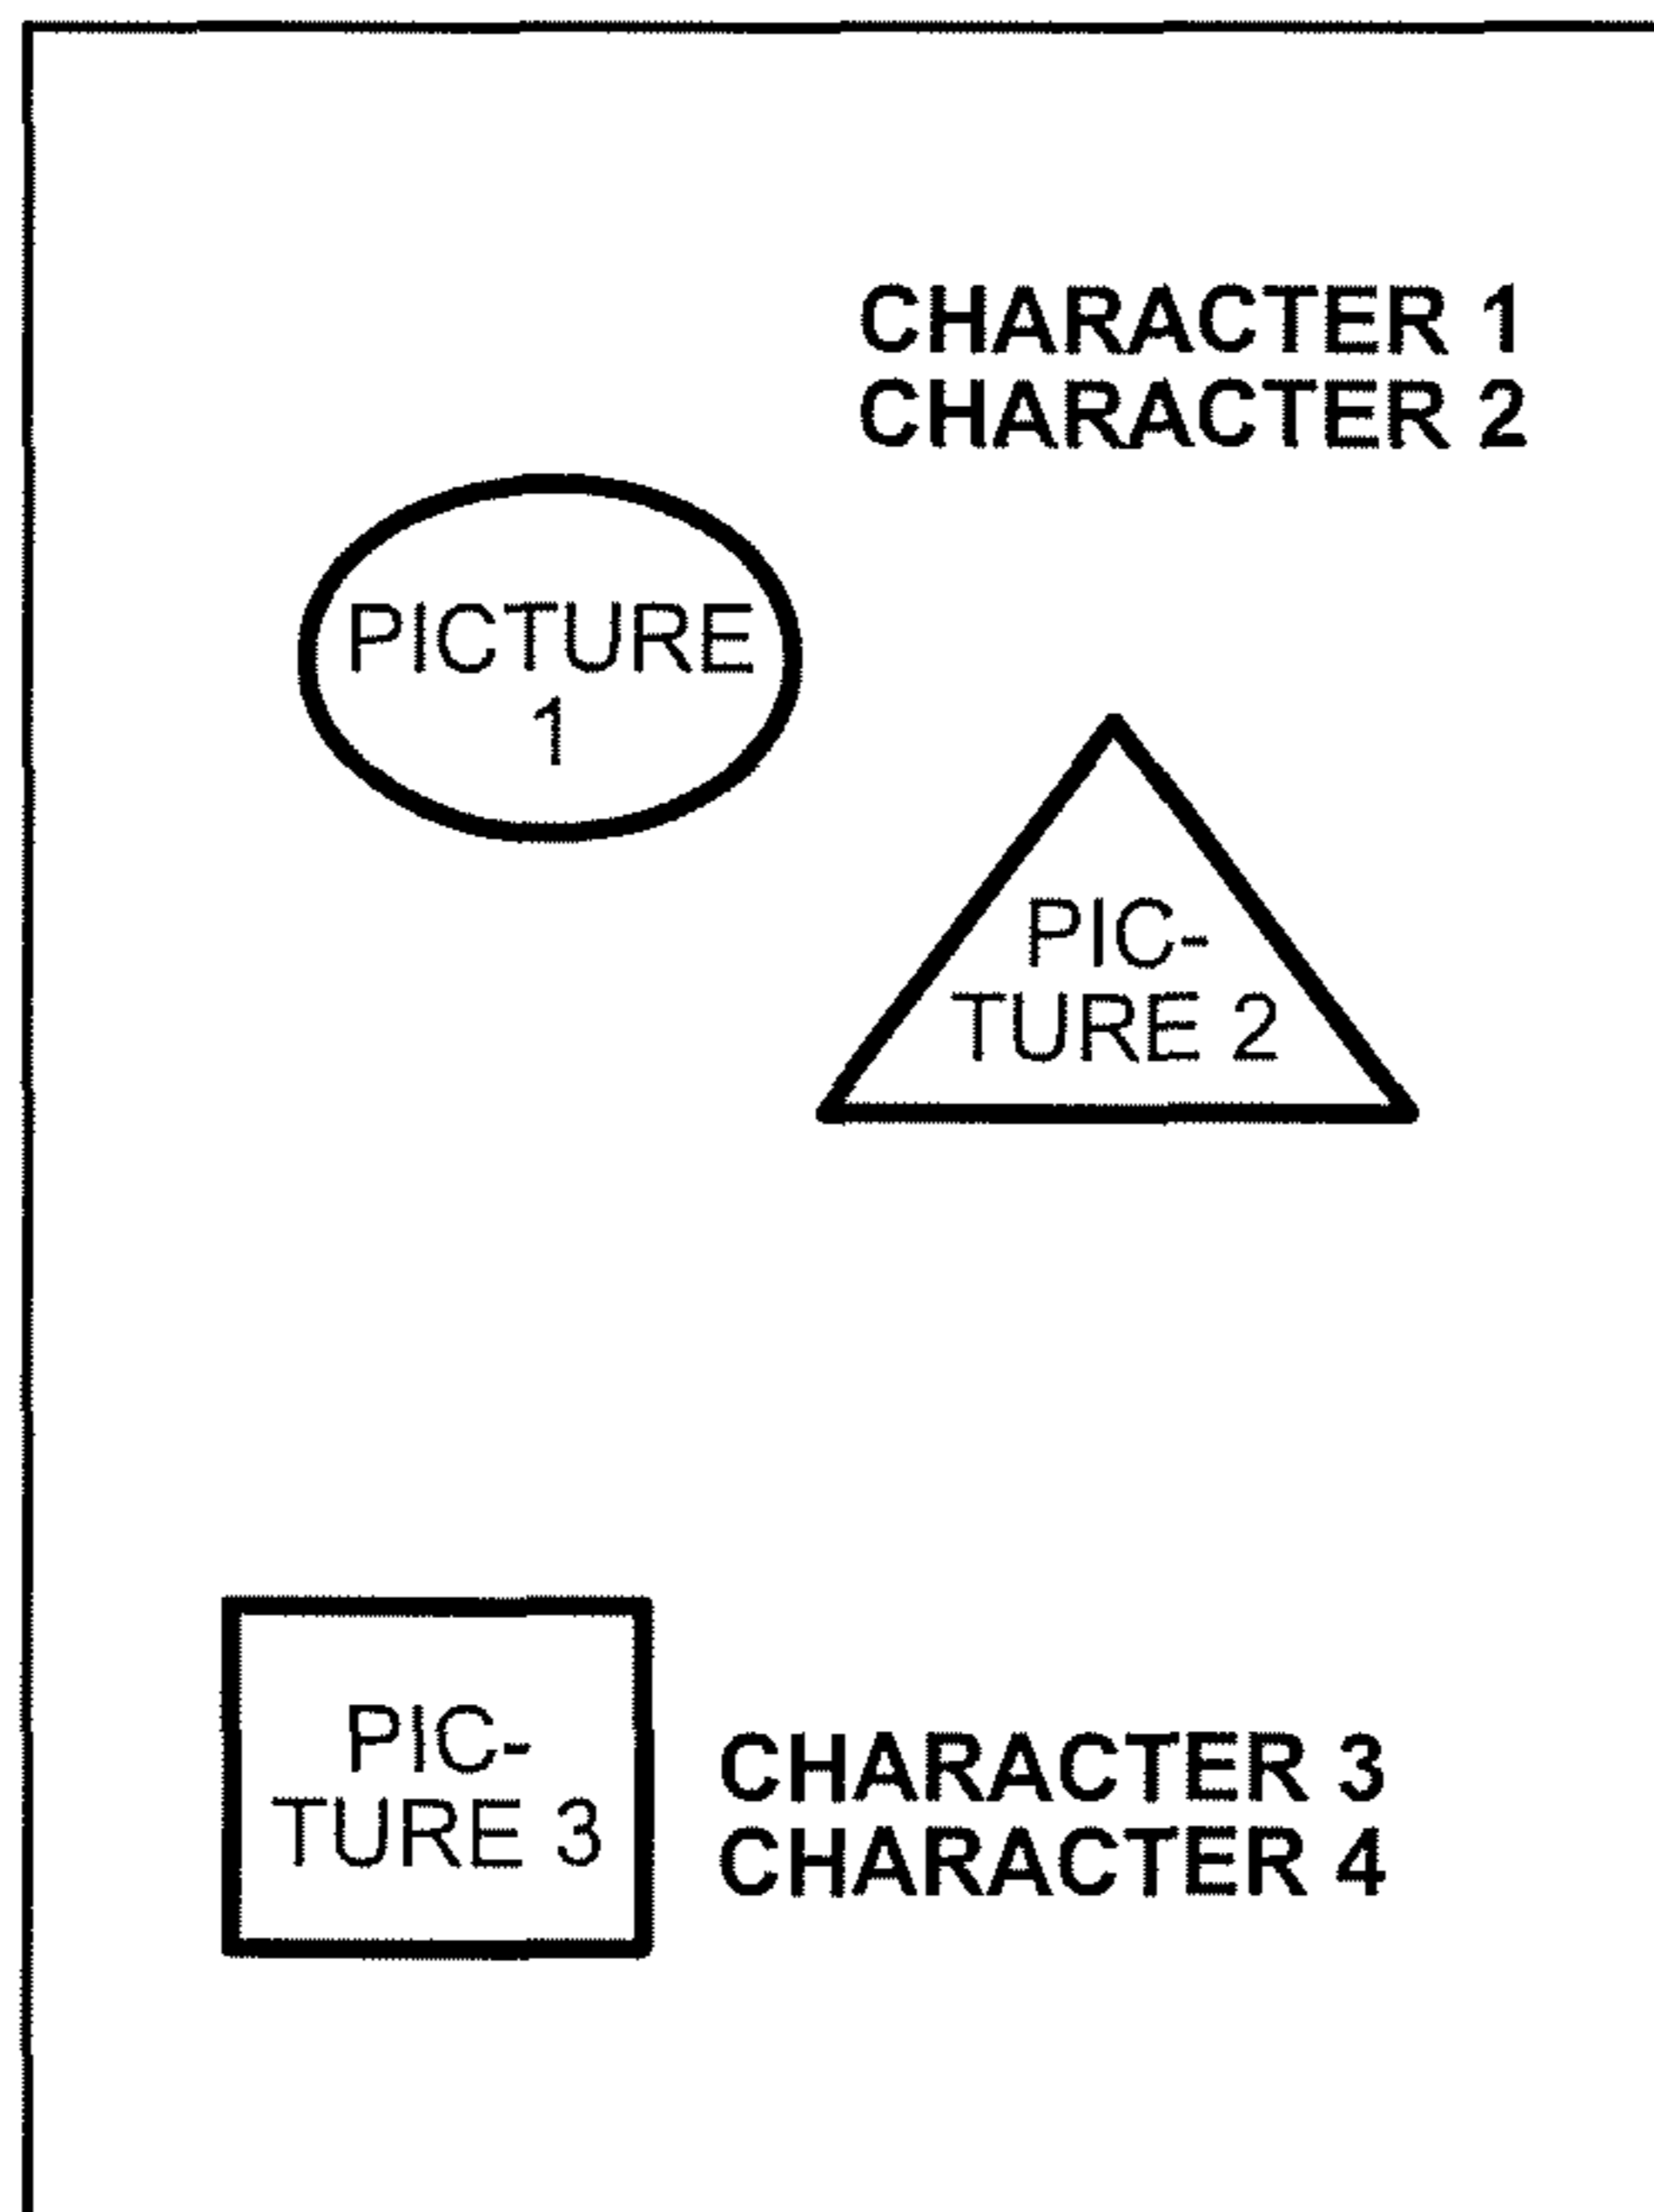 CHARACTER 1
CHARACTER 2
PICTURE
1
PIC-
TURE 2
PIC-
TURE 3
CHARACTER 3
CHARACTER 4